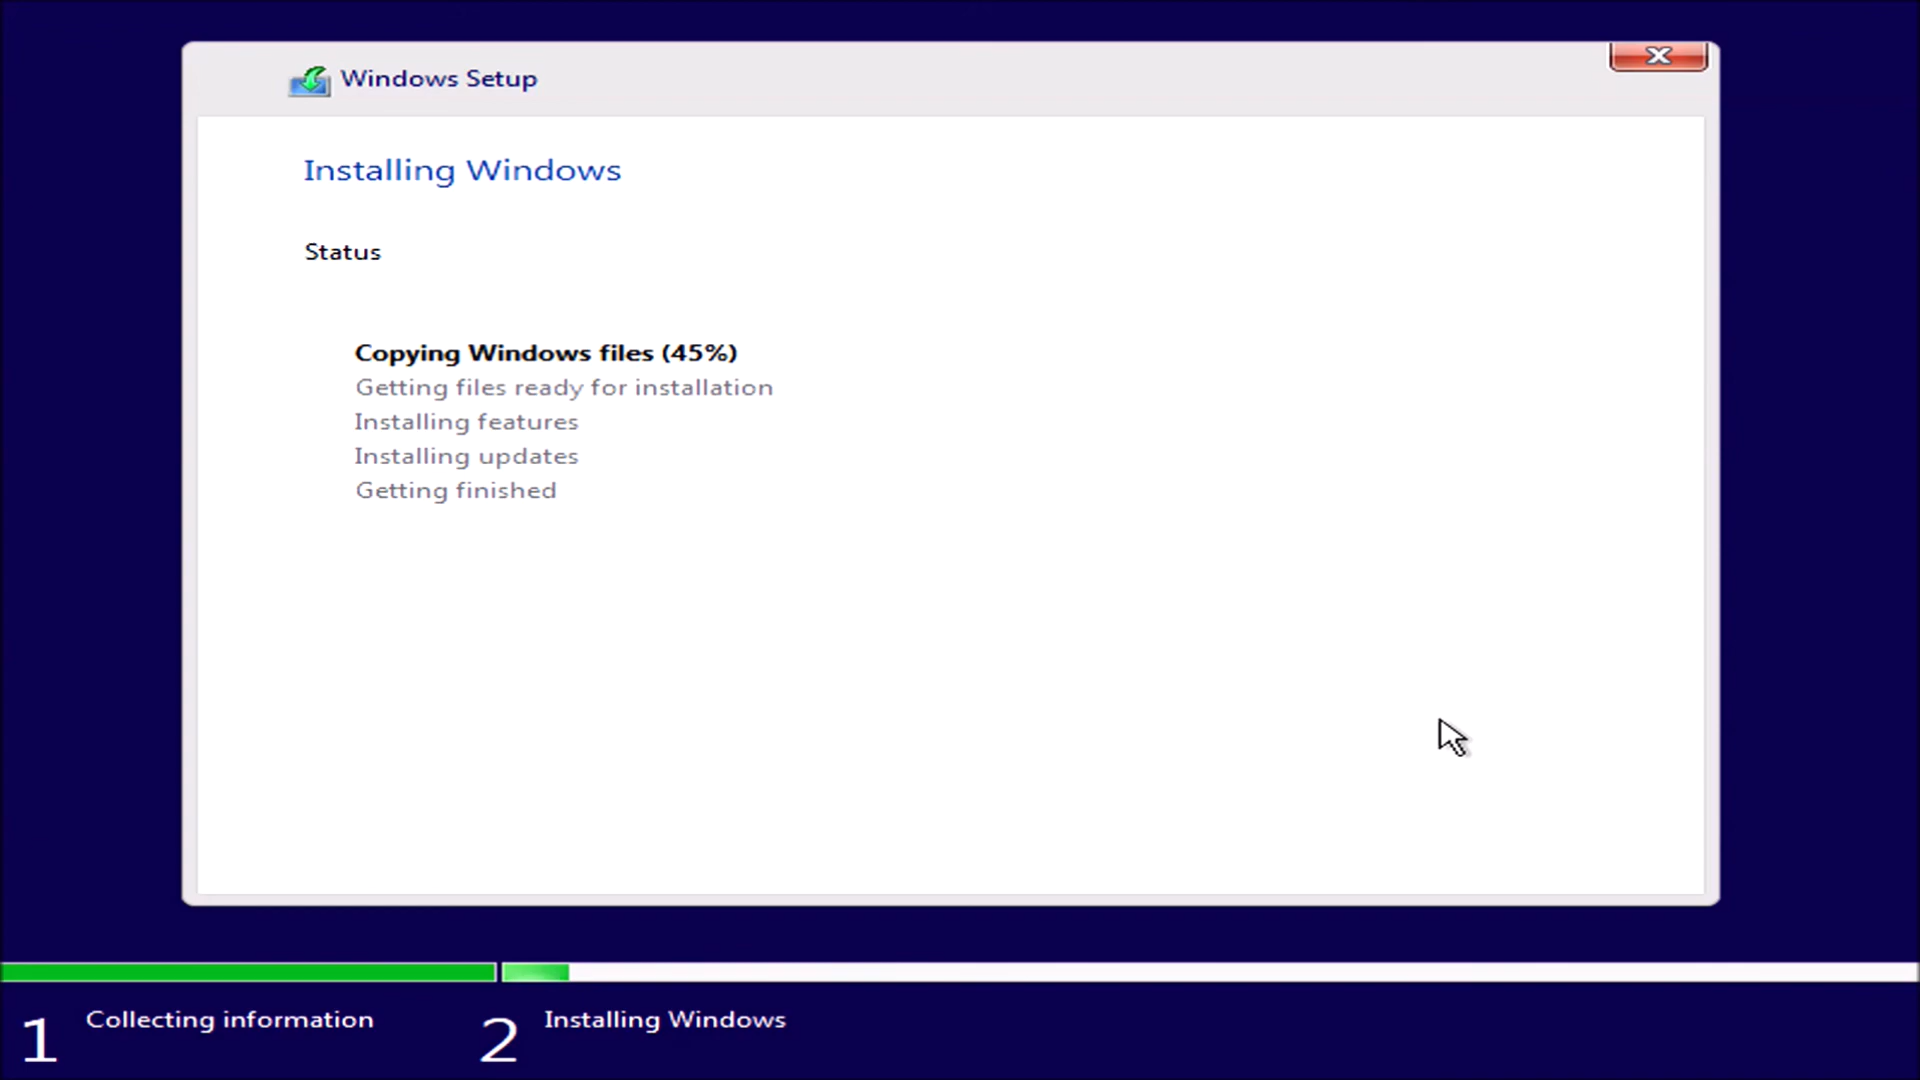 Windows Setup
Installing Windows
Status
Copying Windows files (45%)
Getting files ready for installation
Installing features
Installing updates
Getting finished
1 Collecting information
2 Installing Windows